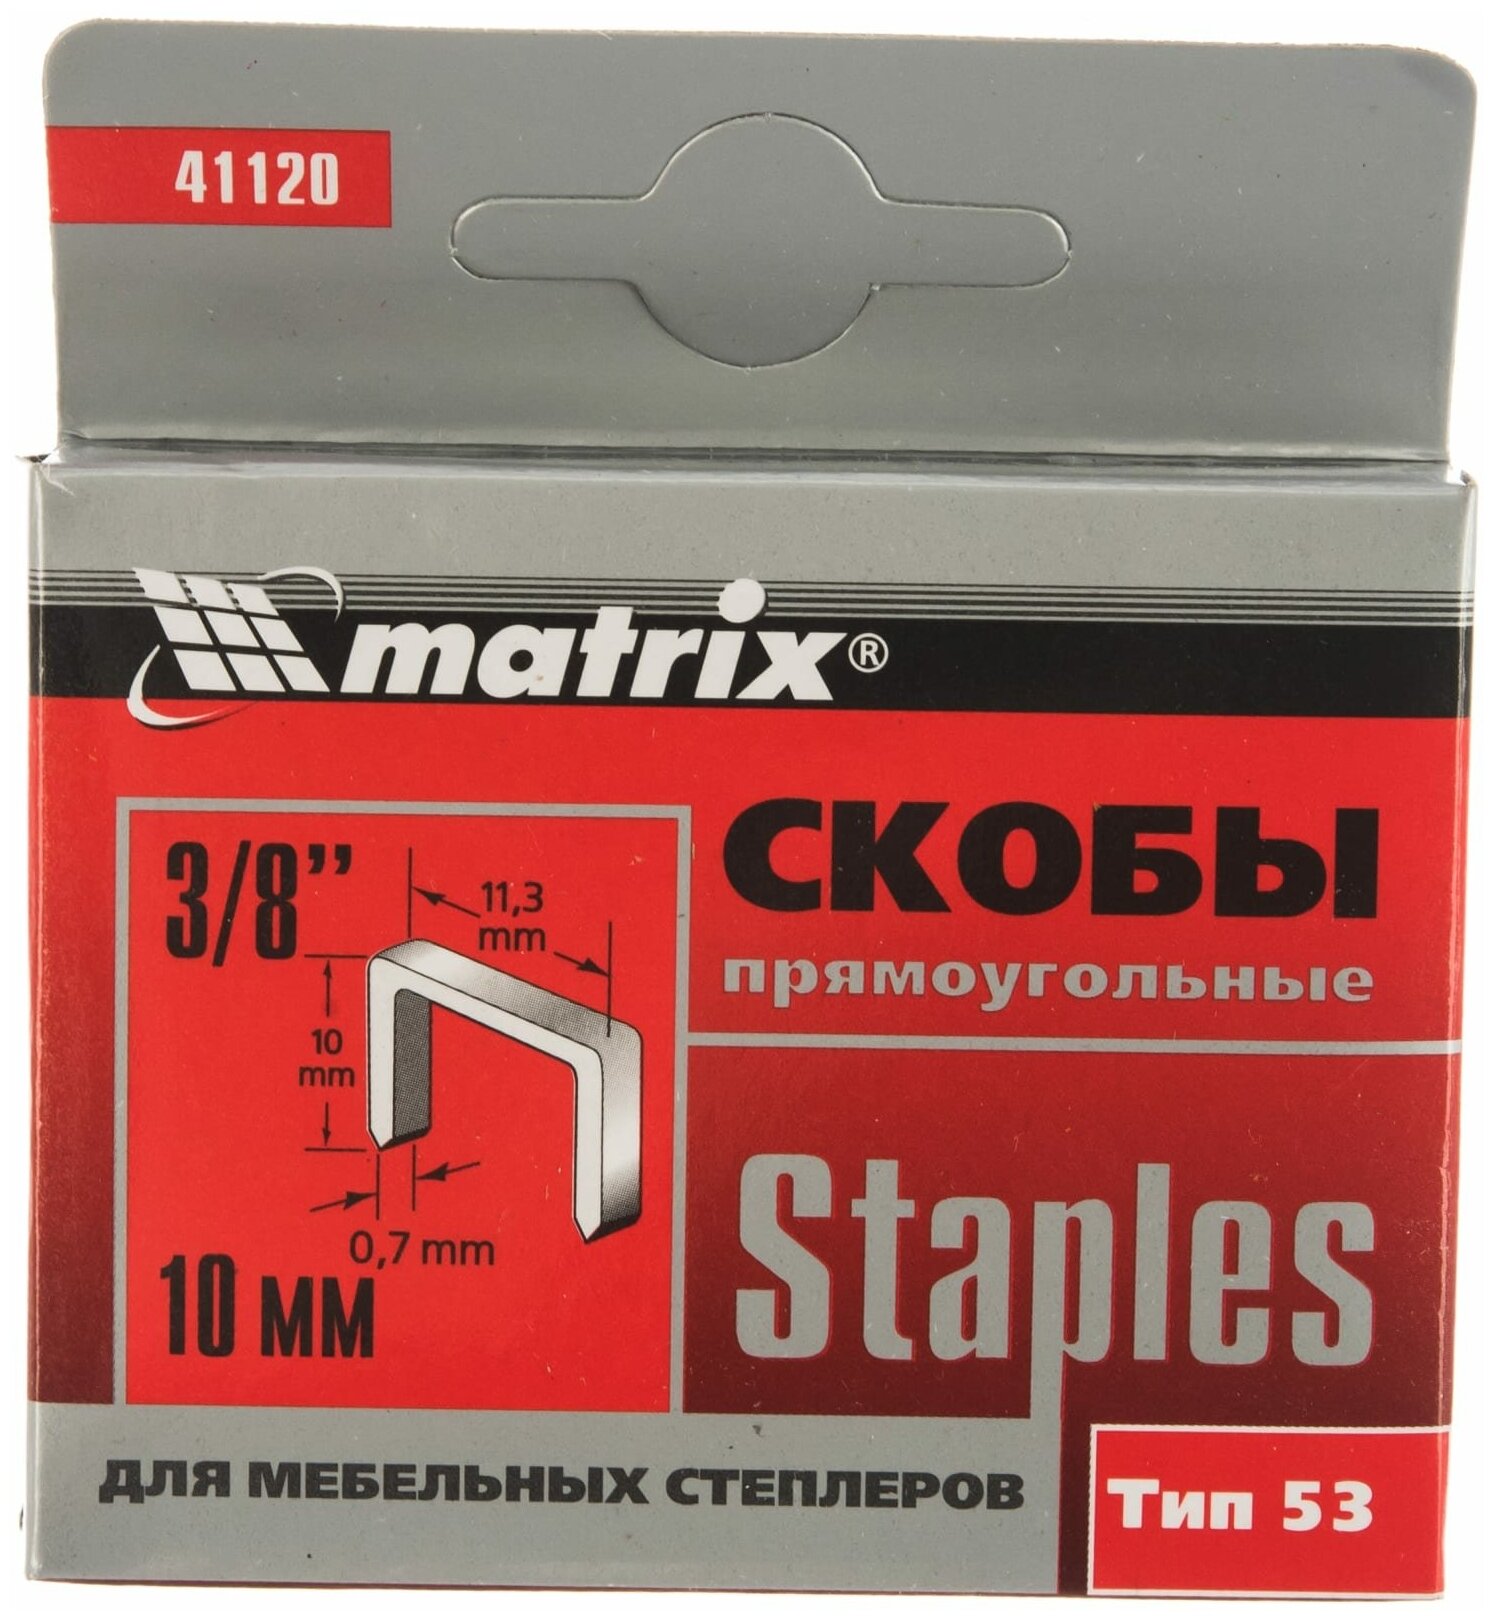 41120
matrix®
СКОБЫ
прямоугольные
3/8”
11,3
mm
10
mm
0,7 mm
10 мм
Staples
ДЛЯ МЕБЕЛЬНЫХ СТЕПЛЕРОВ
Тип 53